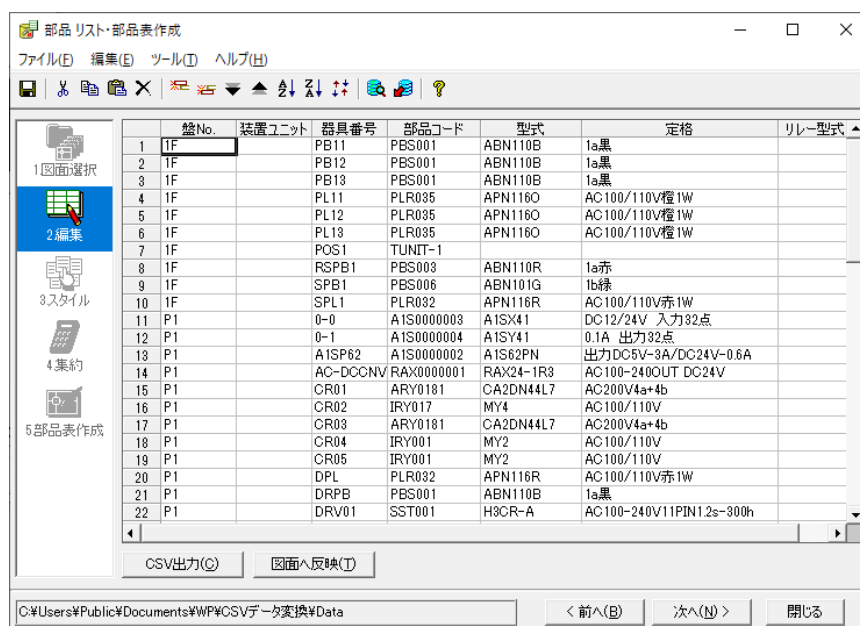 部品 リスト・部品表作成
ファイル(F) 編集(E) ツール(T) ヘルプ(H)
1図面選択
2.編集
3.スタイル
4.集約
5部品表作成
盤No. 装置ユニット 器具番号 部品コード 型式 定格 リレー型式
1 1F PB11 PBS001 ABN110B 1a黒
2 1F PB12 PBS001 ABN110B 1a黒
3 1F PB13 PBS001 ABN110B 1a黒
4 1F PL11 PLR035 APN116O AC100/110V橙1W
5 1F PL12 PLR035 APN116O AC100/110V橙1W
6 1F PL13 PLR035 APN116O AC100/110V橙1W
7 1F POS1 TUNIT-1
8 1F RSPB1 PBS003 ABN110R 1a赤
9 1F SPB1 PBS006 ABN101G 1b緑
10 1F SPL1 PLR032 APN116R AC100/110V赤1W
11 P1 0-0 A1S0000003 A1SX41 DC12/24V 入力32点
12 P1 0-1 A1S0000004 A1SY41 0.1A 出力32点
13 P1 A1SP62 A1S0000002 A1S62PN 出力DC5V-3A/DC24V-0.6A
14 P1 AC-DCCNV RAX0000001 RAX24-1R3 AC100-240OUT DC24V
15 P1 CR01 ARY0181 CA2DN44L7 AC200V4a+4b
16 P1 CR02 IRY017 MY4 AC100/110V
17 P1 CR03 ARY0181 CA2DN44L7 AC200V4a+4b
18 P1 CR04 IRY001 MY2 AC100/110V
19 P1 CR05 IRY001 MY2 AC100/110V
20 P1 DPL PLR032 APN116R AC100/110V赤1W
21 P1 DRPB PBS001 ABN110B 1a黒
22 P1 DRV01 SST001 H3CR-A AC100-240V11PIN1.2s-300h
CSV出力(C) 図面へ反映(T)
C:¥Users¥Public¥Documents¥WP¥CSVデータ変換¥Data
< 前へ(B) 次へ(N) > 閉じる